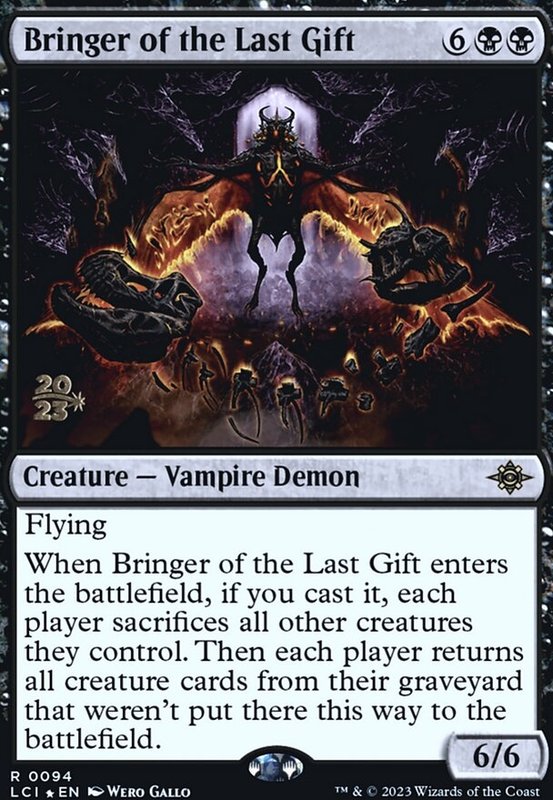 Bringer of the Last Gift 6
20
23
Creature — Vampire Demon
Flying
When Bringer of the Last Gift enters
the battlefield, if you cast it, each
player sacrifices all other creatures
they control. Then each player returns
all creature cards from their graveyard
that weren't put there this way to the
battlefield.
6/6
R 0094
LCI ★ EN Wero Gallo
™ & © 2023 Wizards of the Coast